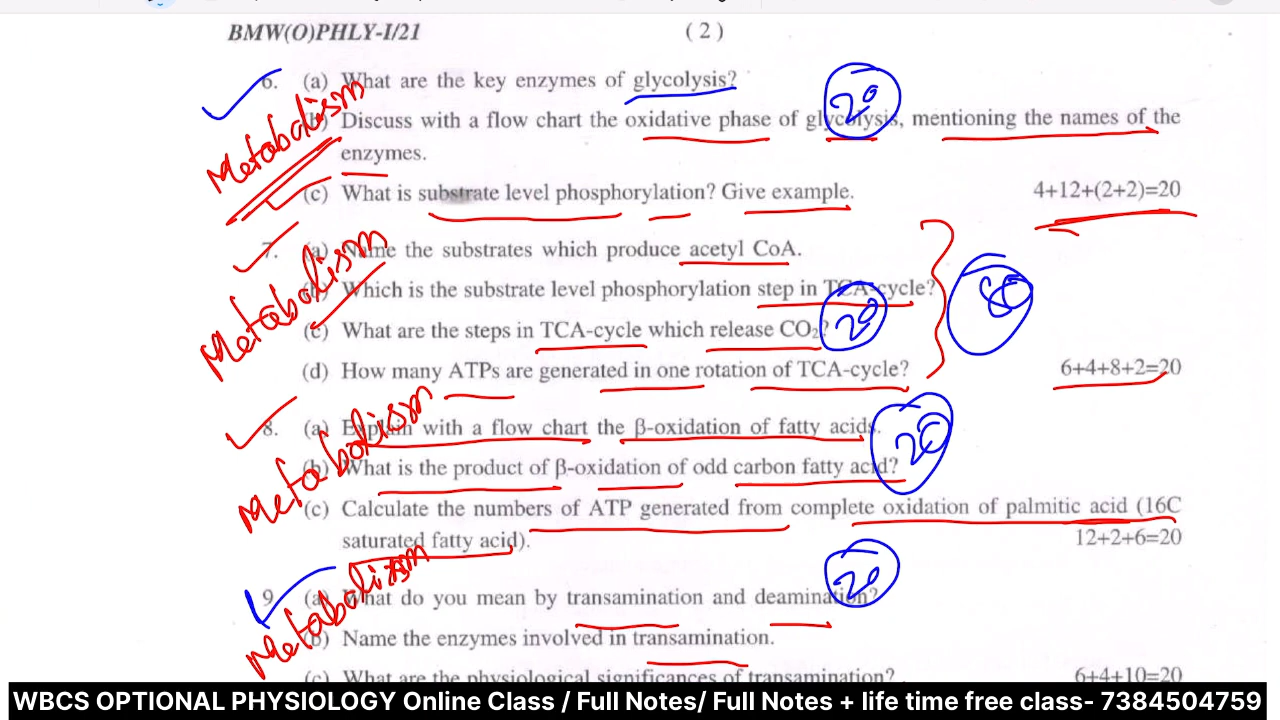 BMW(O)PHLY-I/21 (2)
6. (a) What are the key enzymes of glycolysis? 20
Metabolism
(b) Discuss with a flow chart the oxidative phase of glycolysis, mentioning the names of the
enzymes.
(c) What is substrate level phosphorylation? Give example. 4+12+(2+2)=20
7. (a) Name the substrates which produce acetyl CoA.
Metabolism
(b) Which is the substrate level phosphorylation step in TCA-cycle? 80
(c) What are the steps in TCA-cycle which release CO₂? 20
(d) How many ATPs are generated in one rotation of TCA-cycle? 6+4+8+2=20
8. (a) Explain with a flow chart the β-oxidation of fatty acids. 20
Metabolism
(b) What is the product of β-oxidation of odd carbon fatty acid?
(c) Calculate the numbers of ATP generated from complete oxidation of palmitic acid (16C
saturated fatty acid). 12+2+6=20
9 (a) What do you mean by transamination and deamination? 20
Metabolism
(b) Name the enzymes involved in transamination.
(c) What are the physiological significances of transamination? 6+4+10=20
WBCS OPTIONAL PHYSIOLOGY Online Class / Full Notes/ Full Notes + life time free class- 7384504759